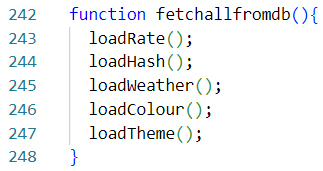 242 function fetchallfromdb(){
243 loadRate();
244 loadHash();
245 loadWeather();
246 loadColour();
247 loadTheme();
248 }